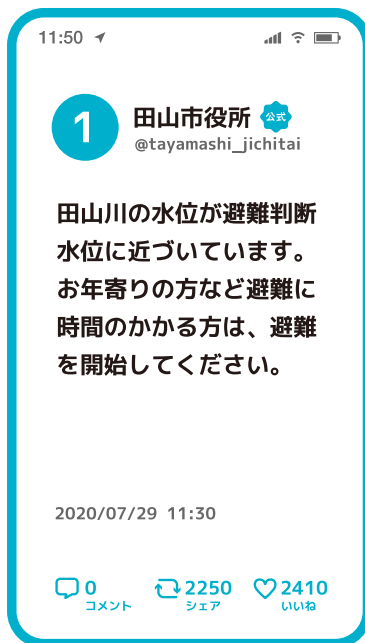 11:50
1
田山市役所 公式
@tayamashi_jichitai
田山川の水位が避難判断
水位に近づいています。
お年寄りの方など避難に
時間のかかる方は、避難
を開始してください。
2020/07/29 11:30
0 2250 2410
コメント シェア いいね